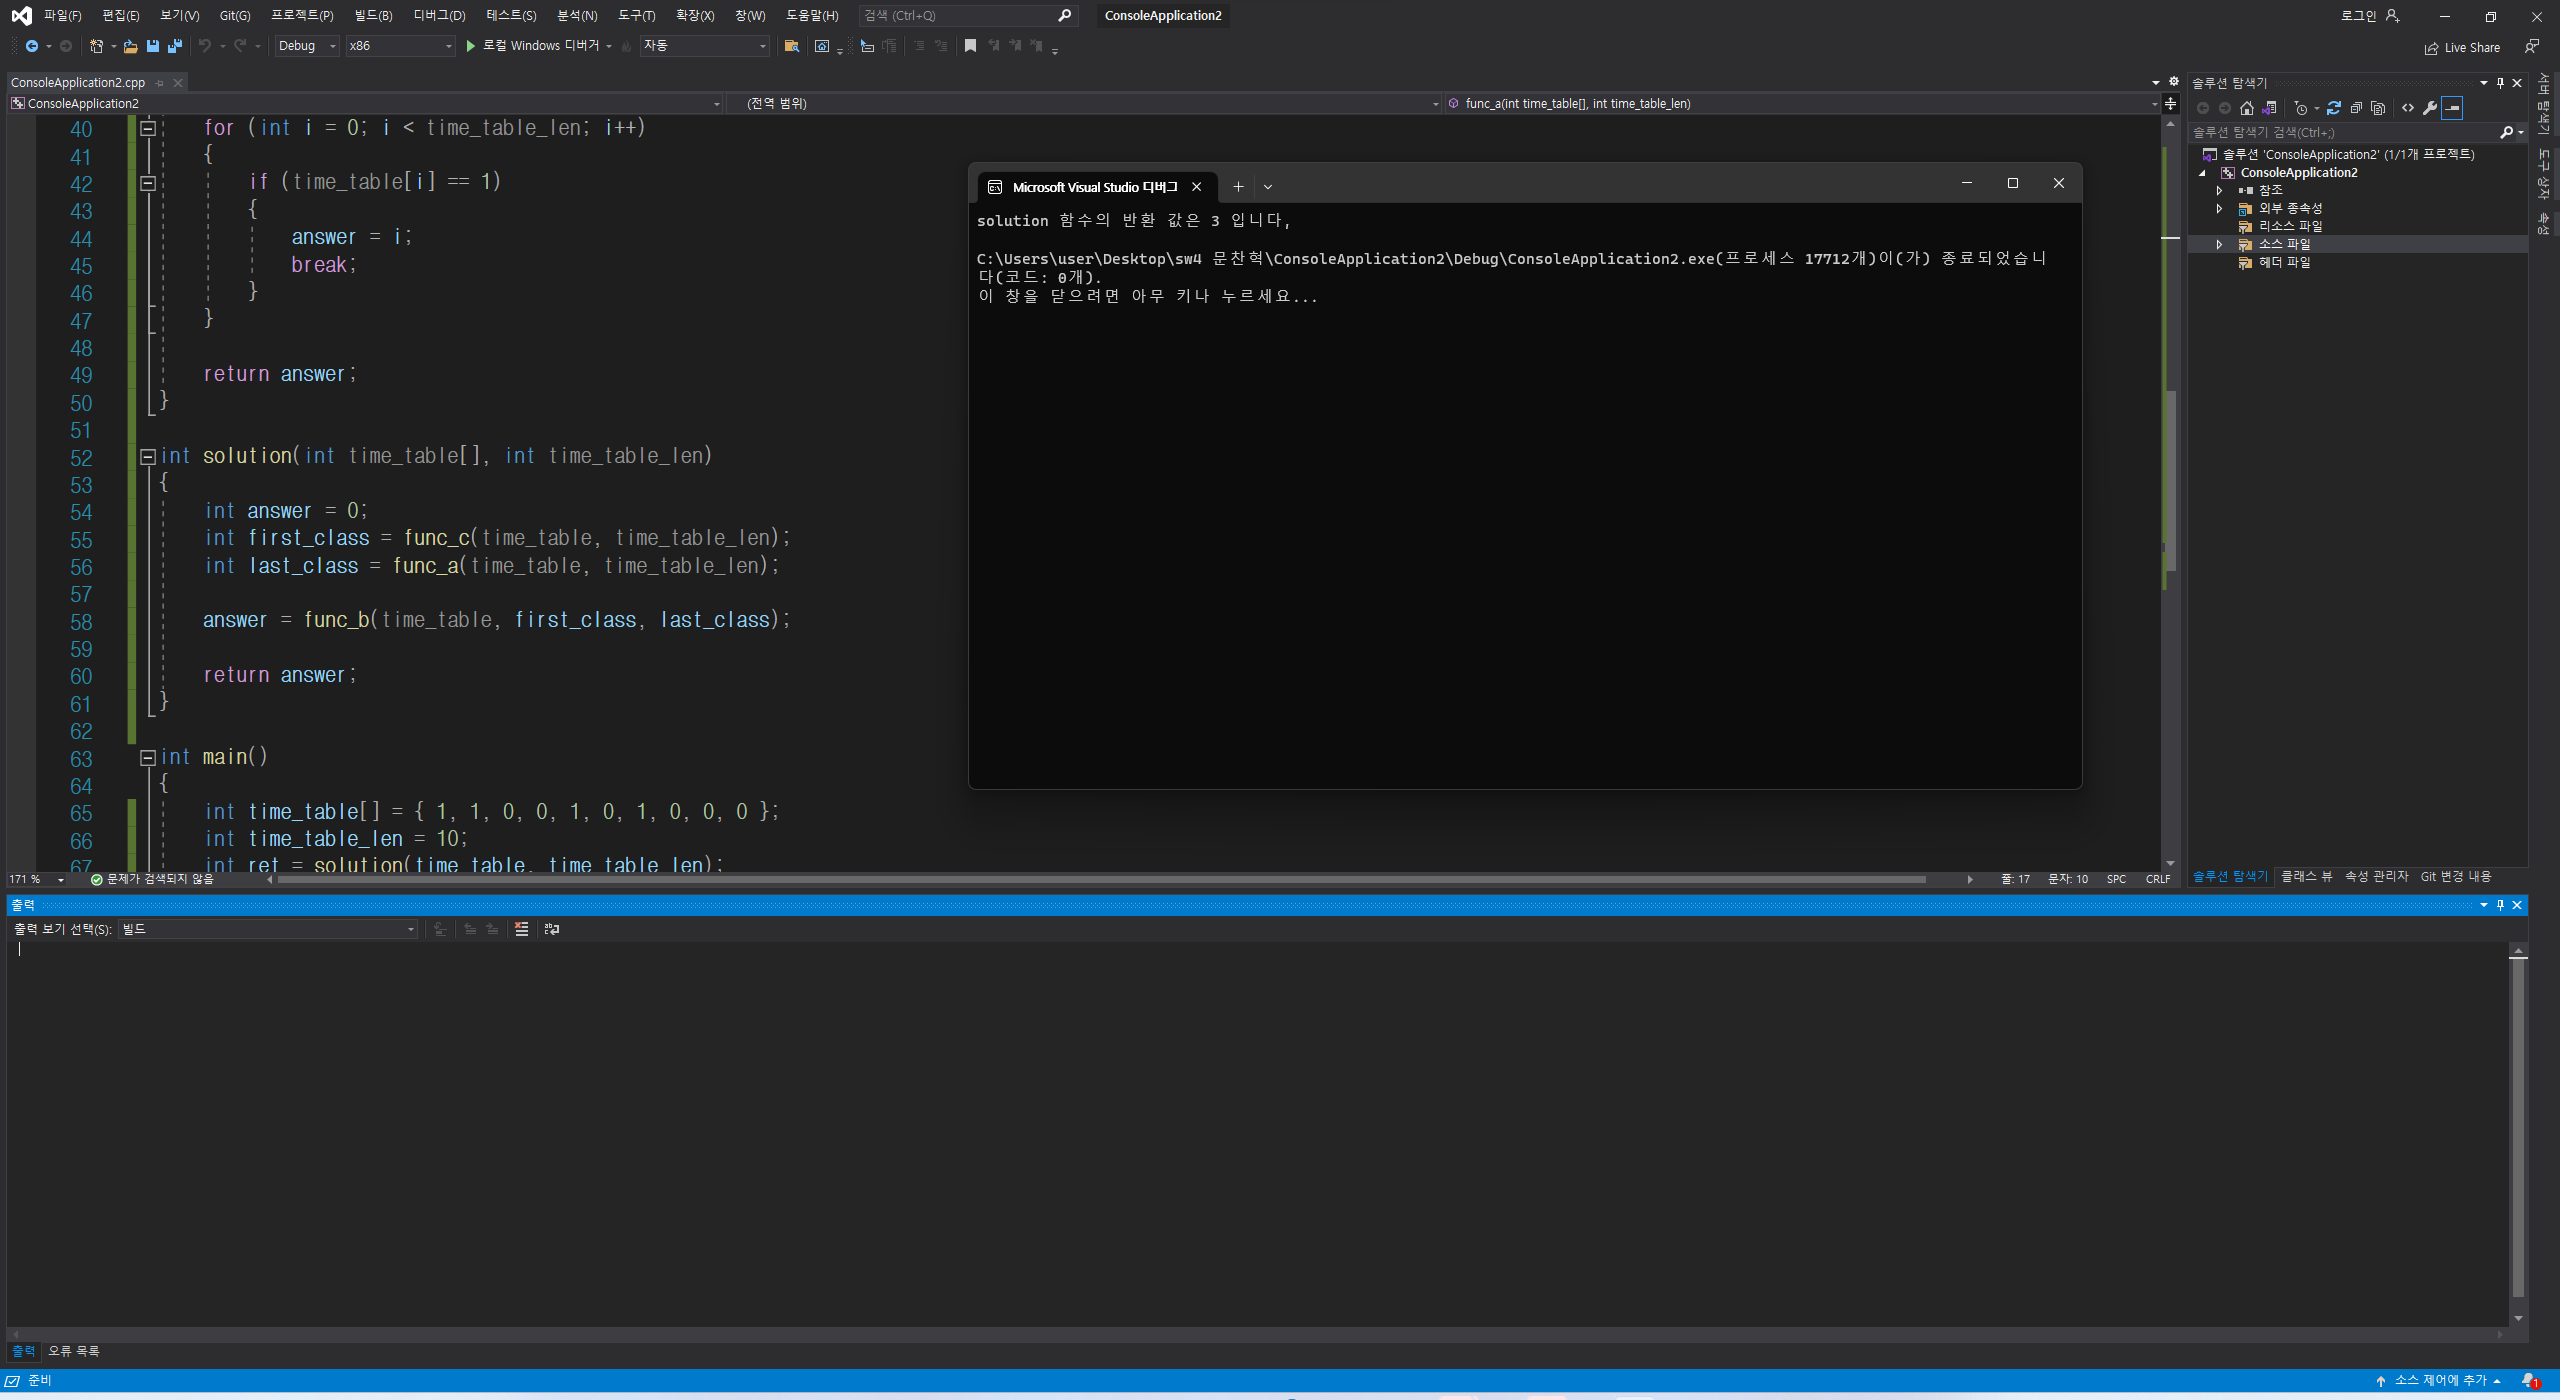 파일(F) 편집(E) 보기(V) Git(G) 프로젝트(P) 빌드(B) 디버그(D) 테스트(S) 분석(N) 도구(T) 확장(X) 창(W) 도움말(H) 검색 (Ctrl+Q) ConsoleApplication2 로그인
Debug x86 로컬 Windows 디버거 자동 Live Share
ConsoleApplication2.cpp
ConsoleApplication2 (전역 범위) func_a(int time_table[], int time_table_len)
40 for (int i = 0; i < time_table_len; i++)
41 {
42 if (time_table[i] == 1)
43 {
44 answer = i;
45 break;
46 }
47 }
48
49 return answer;
50 }
51
52 int solution(int time_table[], int time_table_len)
53 {
54 int answer = 0;
55 int first_class = func_c(time_table, time_table_len);
56 int last_class = func_a(time_table, time_table_len);
57
58 answer = func_b(time_table, first_class, last_class);
59
60 return answer;
61 }
62
63 int main()
64 {
65 int time_table[] = { 1, 1, 0, 0, 1, 0, 1, 0, 0, 0 };
66 int time_table_len = 10;
67 int ret = solution(time_table, time_table_len);
171 % 문제가 검색되지 않음 줄: 17 문자: 10 SPC CRLF
Microsoft Visual Studio 디버그
solution 함수의 반환 값은 3 입니다,
C:\Users\user\Desktop\sw4 문찬혁\ConsoleApplication2\Debug\ConsoleApplication2.exe(프로세스 17712개)이(가) 종료되었습니
다(코드: 0개).
이 창을 닫으려면 아무 키나 누르세요...
솔루션 탐색기
솔루션 탐색기 검색(Ctrl+;)
솔루션 'ConsoleApplication2' (1/1개 프로젝트)
ConsoleApplication2
참조
외부 종속성
리소스 파일
소스 파일
헤더 파일
솔루션 탐색기 클래스 뷰 속성 관리자 Git 변경 내용
서버 탐색기
도구 상자
속성
출력
출력 보기 선택(S): 빌드
출력 오류 목록
준비 소스 제어에 추가 1